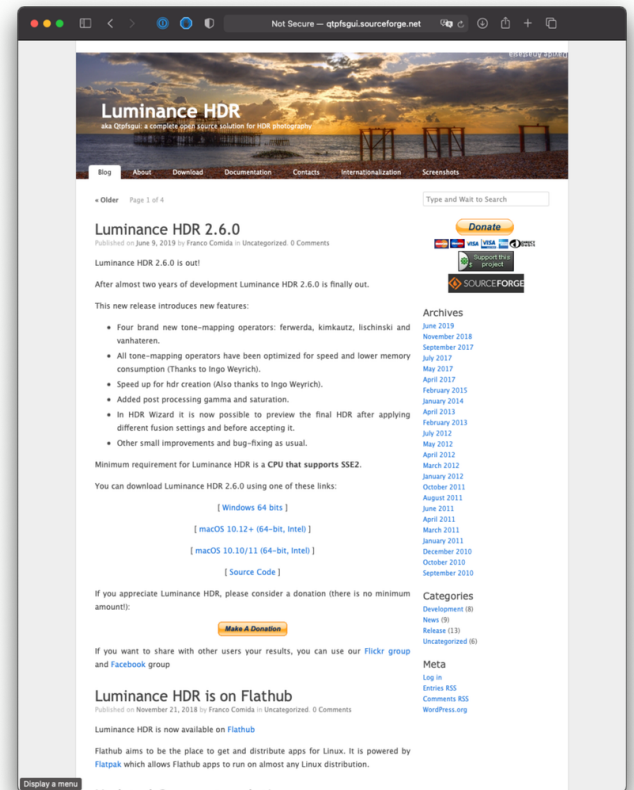 Not Secure — qtpfsgui.sourceforge.net
Luminance HDR
aka Qtpfsgui: a complete open source solution for HDR photography
Blog About Download Documentation Contacts Internationalization Screenshots
« Older Page 1 of 4
Type and Wait to Search
Luminance HDR 2.6.0
Published on June 9, 2019 by Franco Comida in Uncategorized. 0 Comments
Luminance HDR 2.6.0 is out!
After almost two years of development Luminance HDR 2.6.0 is finally out.
This new release introduces new features:
• Four brand new tone-mapping operators: ferwerda, kimkautz, lischinski and
vanhateren.
• All tone-mapping operators have been optimized for speed and lower memory
consumption (Thanks to Ingo Weyrich).
• Speed up for hdr creation (Also thanks to Ingo Weyrich).
• Added post processing gamma and saturation.
• In HDR Wizard it is now possible to preview the final HDR after applying
different fusion settings and before accepting it.
• Other small improvements and bug-fixing as usual.
Minimum requirement for Luminance HDR is a CPU that supports SSE2.
You can download Luminance HDR 2.6.0 using one of these links:
[ Windows 64 bits ]
[ macOS 10.12+ (64-bit, Intel) ]
[ macOS 10.10/11 (64-bit, Intel) ]
[ Source Code ]
If you appreciate Luminance HDR, please consider a donation (there is no minimum
amount!):
Make A Donation
If you want to share with other users your results, you can use our Flickr group
and Facebook group
Luminance HDR is on Flathub
Published on November 21, 2018 by Franco Comida in Uncategorized. 0 Comments
Luminance HDR is now available on Flathub
Flathub aims to be the place to get and distribute apps for Linux. It is powered by
Flatpak which allows Flathub apps to run on almost any Linux distribution.
Donate
VISA VISA
Support this
project
SOURCEFORGE
Archives
June 2019
November 2018
September 2017
July 2017
May 2017
April 2017
February 2015
January 2014
April 2013
February 2013
July 2012
May 2012
April 2012
March 2012
January 2012
October 2011
August 2011
June 2011
April 2011
March 2011
January 2011
December 2010
October 2010
September 2010
Categories
Development (8)
News (9)
Release (13)
Uncategorized (6)
Meta
Log in
Entries RSS
Comments RSS
WordPress.org
Display a menu